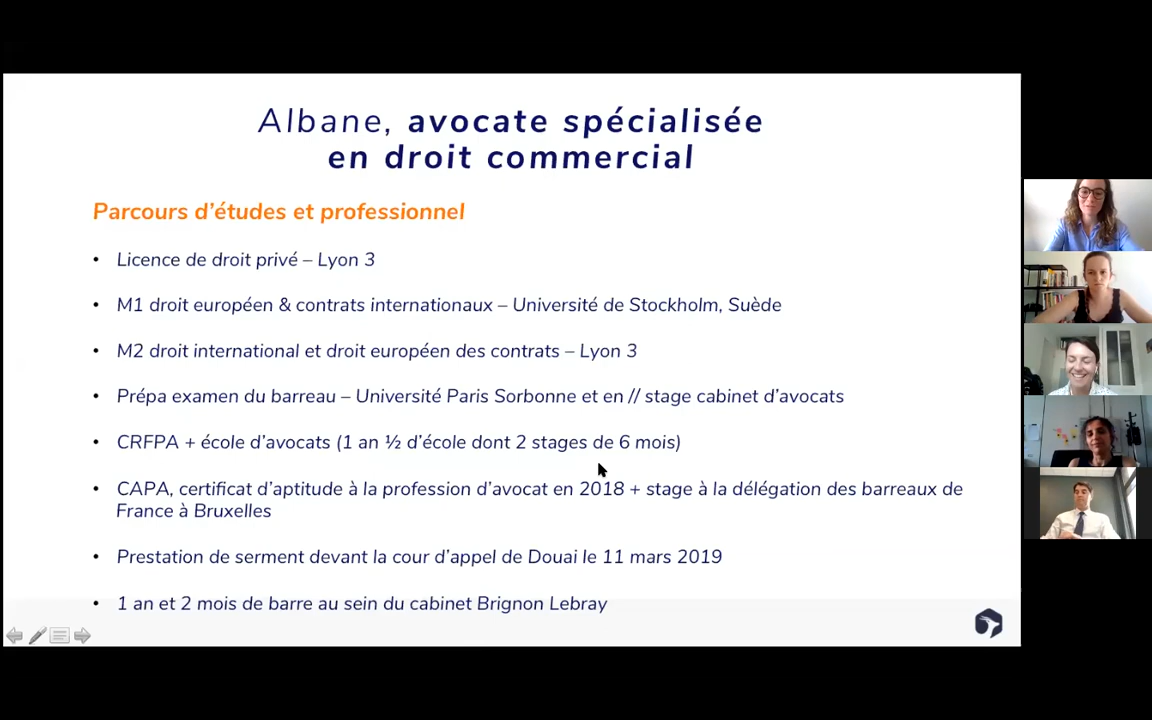 Albane, avocate spécialisée
en droit commercial
Parcours d’études et professionnel
• Licence de droit privé – Lyon 3
• M1 droit européen & contrats internationaux – Université de Stockholm, Suède
• M2 droit international et droit européen des contrats – Lyon 3
• Prépa examen du barreau – Université Paris Sorbonne et en // stage cabinet d’avocats
• CRFPA + école d’avocats (1 an ½ d’école dont 2 stages de 6 mois)
• CAPA, certificat d’aptitude à la profession d’avocat en 2018 + stage à la délégation des barreaux de
France à Bruxelles
• Prestation de serment devant la cour d’appel de Douai le 11 mars 2019
• 1 an et 2 mois de barre au sein du cabinet Brignon Lebray